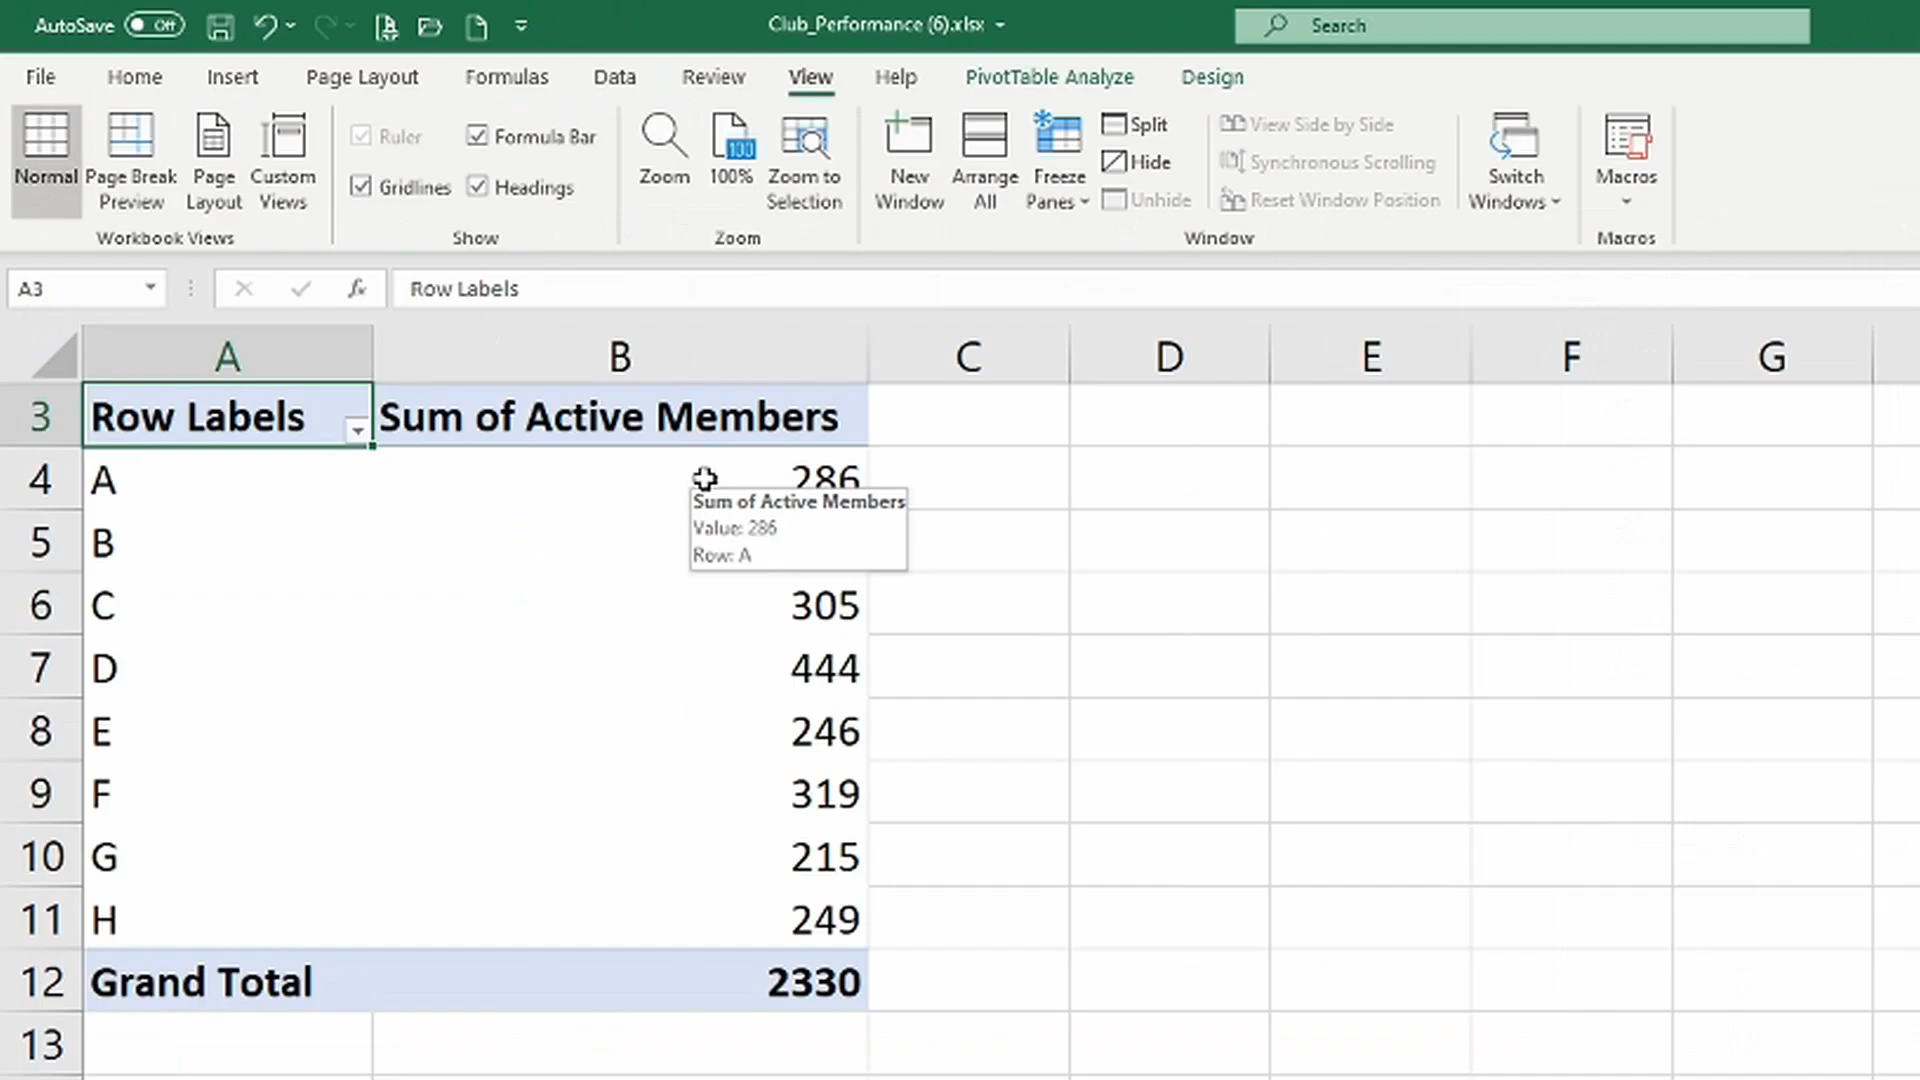 AutoSave Off Club_Performance (6).xlsx Search
File Home Insert Page Layout Formulas Data Review View Help PivotTable Analyze Design
Normal
Page Break Preview
Page Layout
Custom Views
Workbook Views
Ruler
Formula Bar
Gridlines
Headings
Show
Zoom
100
100%
Zoom to Selection
Zoom
New Window
Arrange All
Freeze Panes
Split
Hide
Unhide
View Side by Side
Synchronous Scrolling
Reset Window Position
Window
Switch Windows
Macros
Macros
A3 fx Row Labels
A B C D E F G
3 Row Labels Sum of Active Members
4 A 286
Sum of Active Members
Value: 286
Row: A
5 B
6 C 305
7 D 444
8 E 246
9 F 319
10 G 215
11 H 249
12 Grand Total 2330
13